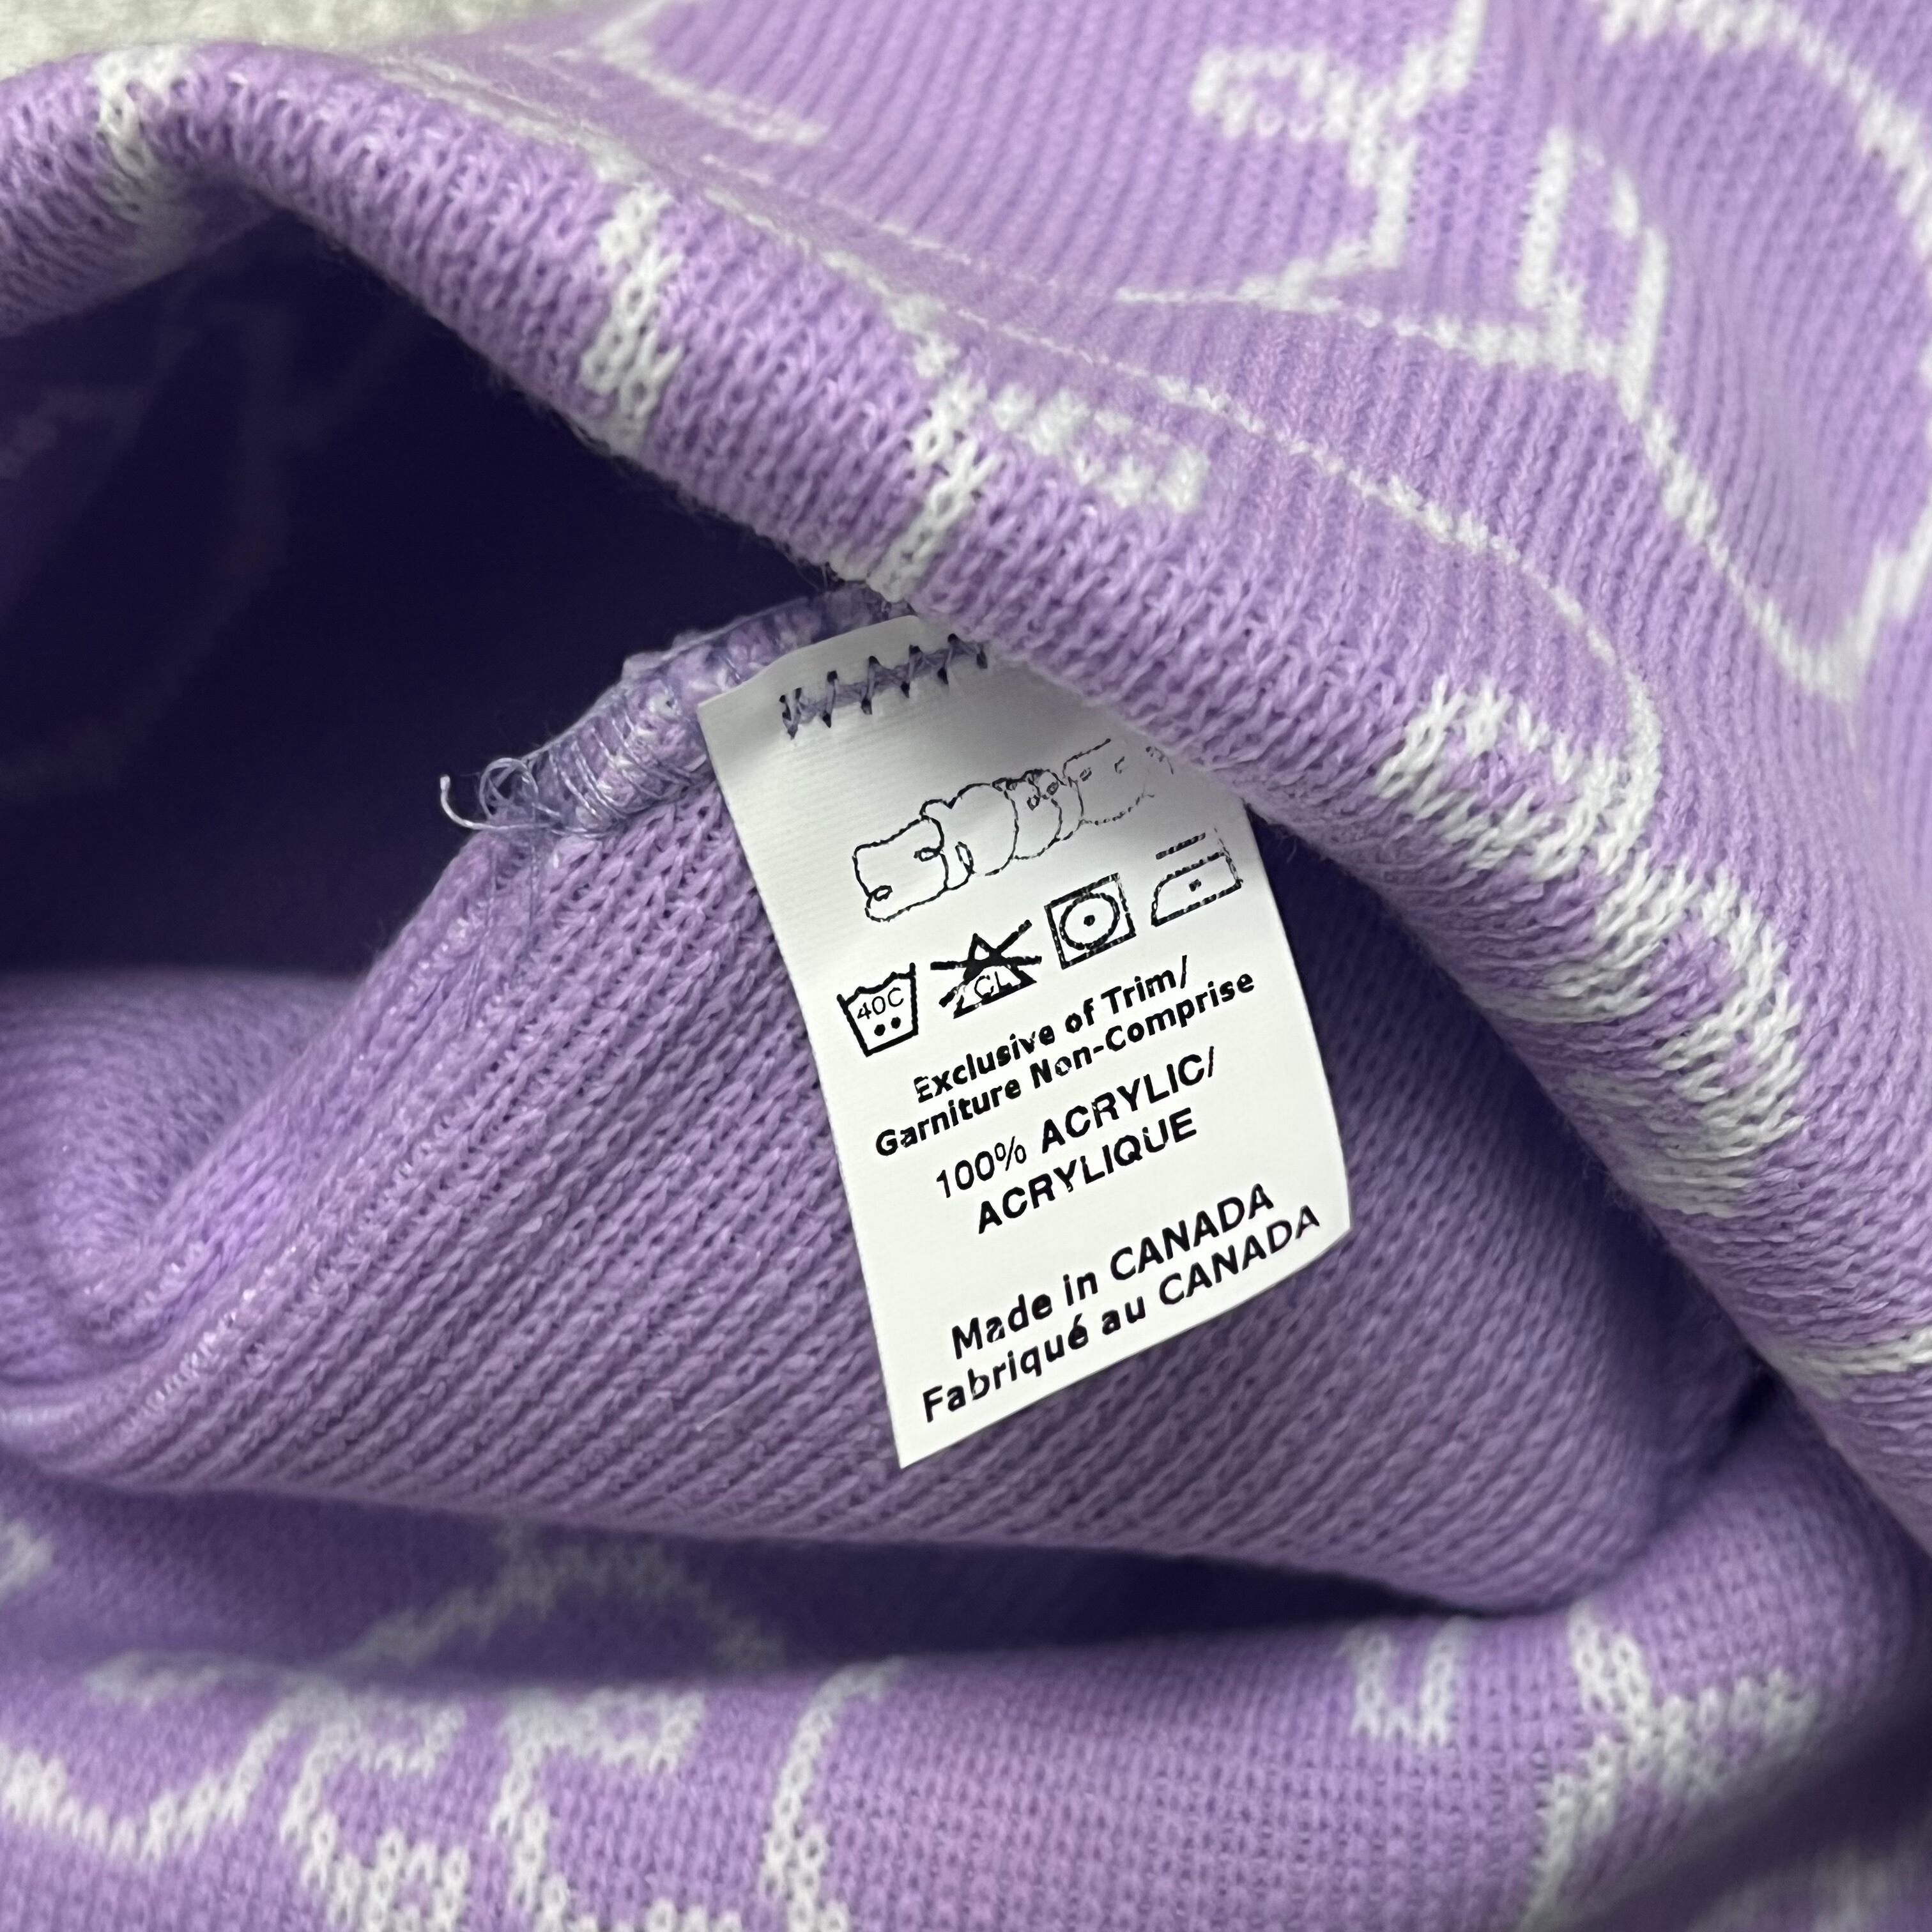 40C
CL
Exclusive of Trim/
Garniture Non-Comprise
100% ACRYLIC/
ACRYLIQUE
Made in CANADA
Fabriqué au CANADA